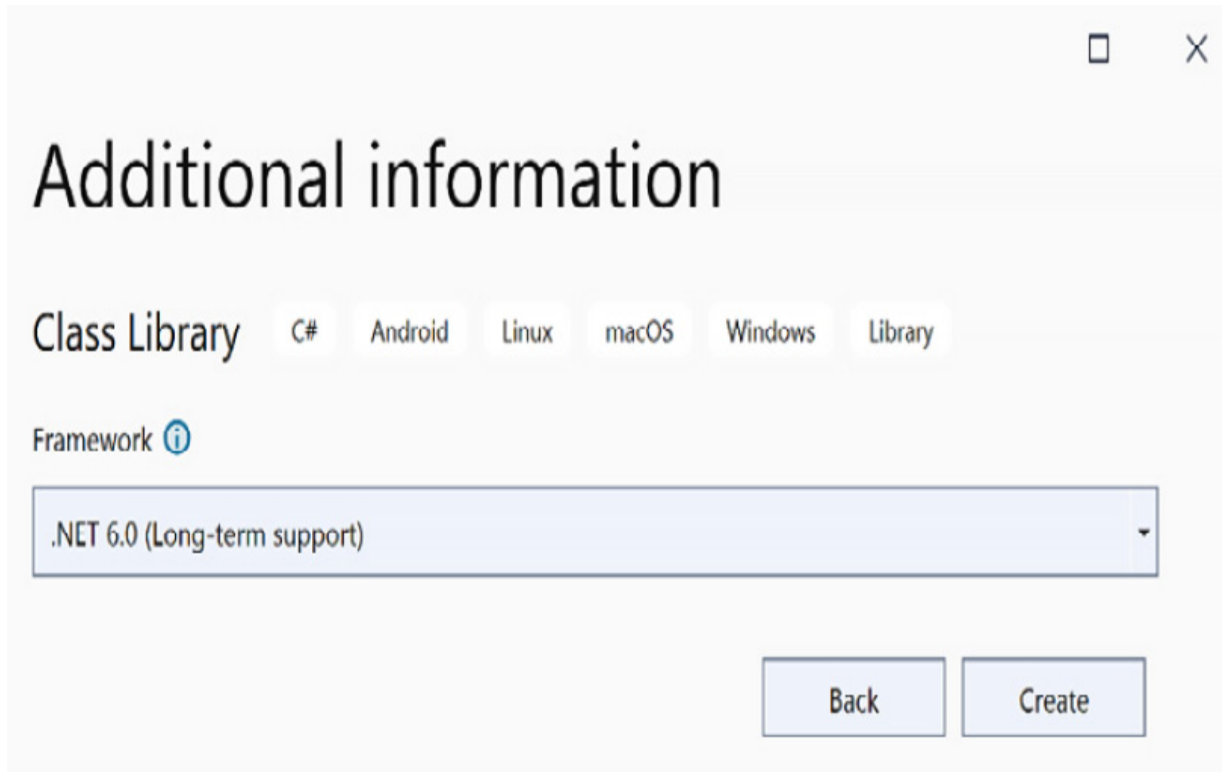 Additional information
Class Library C# Android Linux macOS Windows Library
Framework
.NET 6.0 (Long-term support)
Back Create